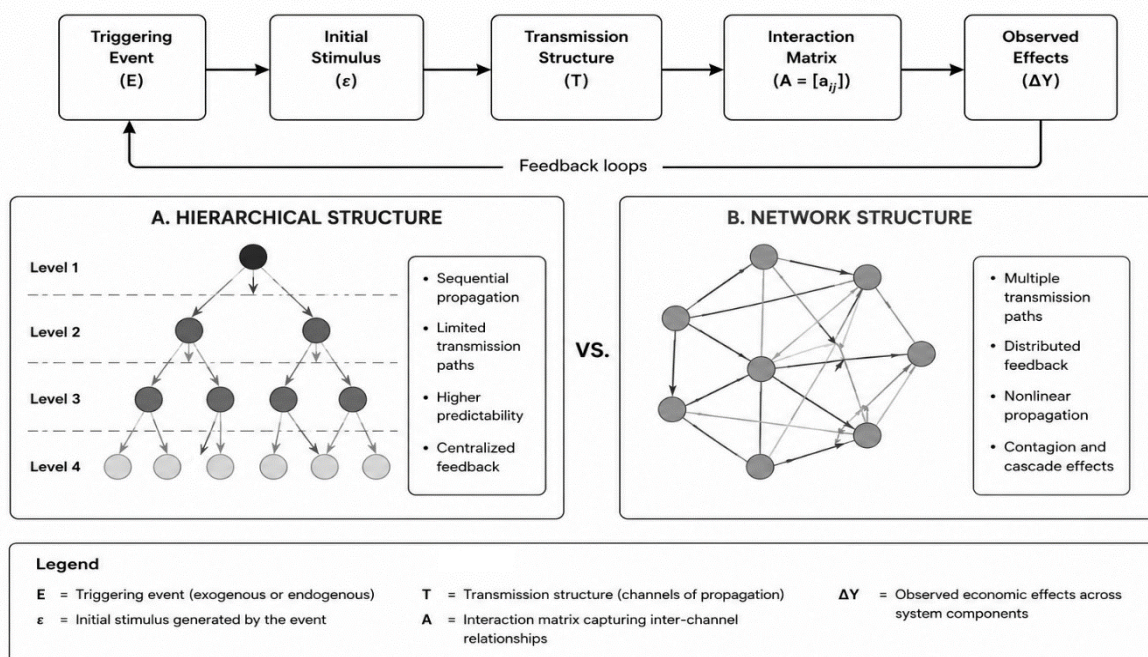 Triggering
Event
(E)
Initial
Stimulus
(ε)
Transmission
Structure
(T)
Interaction
Matrix
(A = [aᵢⱼ])
Observed
Effects
(ΔY)
Feedback loops
A. HIERARCHICAL STRUCTURE
Level 1
Level 2
Level 3
Level 4
• Sequential
propagation
• Limited
transmission
paths
• Higher
predictability
• Centralized
feedback
VS.
B. NETWORK STRUCTURE
• Multiple
transmission
paths
• Distributed
feedback
• Nonlinear
propagation
• Contagion and
cascade effects
Legend
E = Triggering event (exogenous or endogenous)
ε = Initial stimulus generated by the event
T = Transmission structure (channels of propagation)
A = Interaction matrix capturing inter-channel
relationships
ΔY = Observed economic effects across
system components